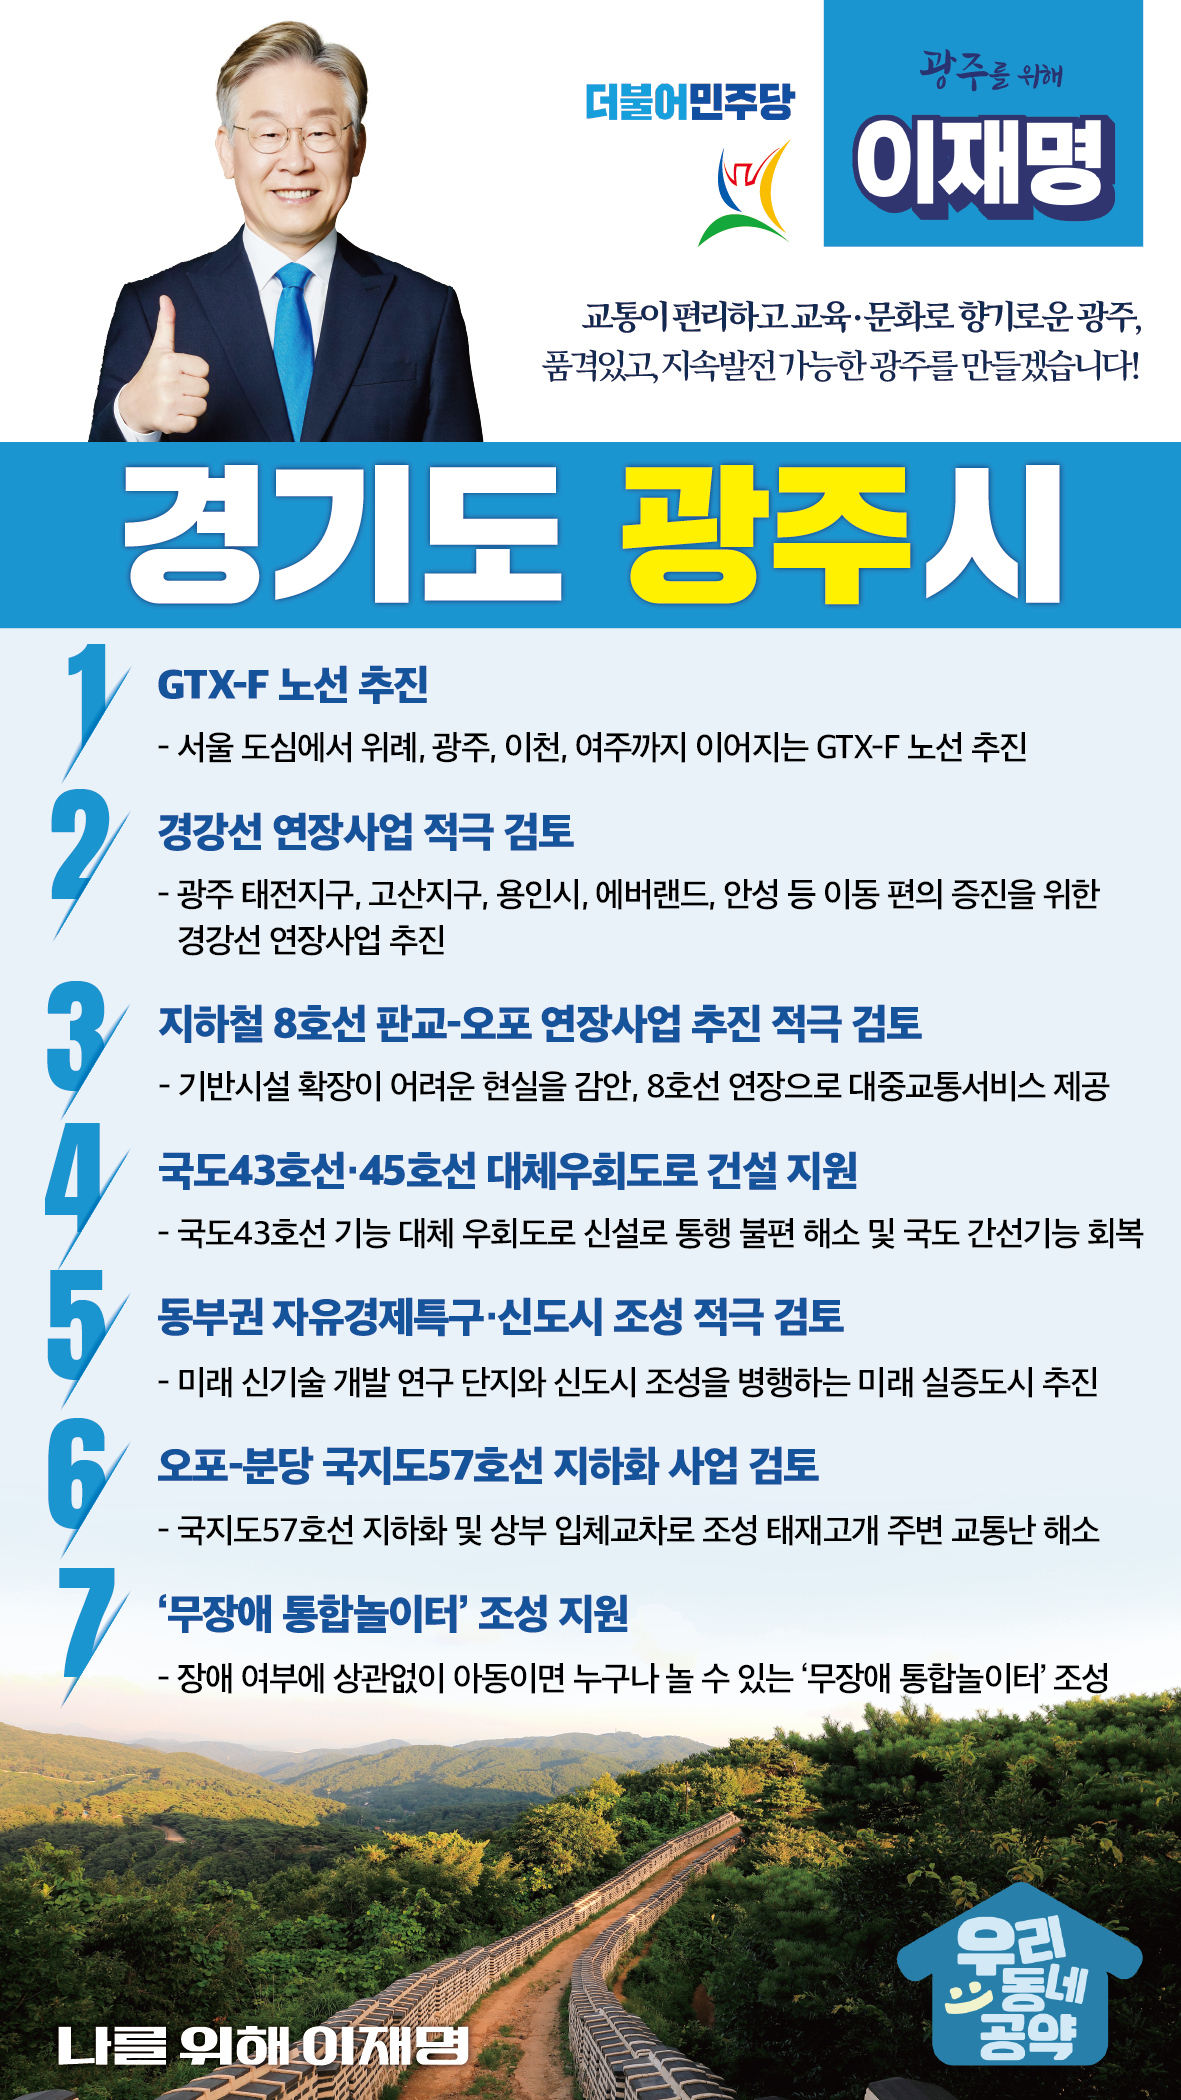 더불어민주당
광주를 위해
이재명
교통이 편리하고 교육·문화로 향기로운 광주,
품격있고, 지속발전 가능한 광주를 만들겠습니다!
경기도 광주시
1
GTX-F 노선 추진
- 서울 도심에서 위례, 광주, 이천, 여주까지 이어지는 GTX-F 노선 추진
2
경강선 연장사업 적극 검토
- 광주 태전지구, 고산지구, 용인시, 에버랜드, 안성 등 이동 편의 증진을 위한
경강선 연장사업 추진
3
지하철 8호선 판교-오포 연장사업 추진 적극 검토
- 기반시설 확장이 어려운 현실을 감안, 8호선 연장으로 대중교통서비스 제공
4
국도43호선·45호선 대체우회도로 건설 지원
- 국도43호선 기능 대체 우회도로 신설로 통행 불편 해소 및 국도 간선기능 회복
5
동부권 자유경제특구·신도시 조성 적극 검토
- 미래 신기술 개발 연구 단지와 신도시 조성을 병행하는 미래 실증도시 추진
6
오포-분당 국지도57호선 지하화 사업 검토
- 국지도57호선 지하화 및 상부 입체교차로 조성 태재고개 주변 교통난 해소
7
‘무장애 통합놀이터’ 조성 지원
- 장애 여부에 상관없이 아동이면 누구나 놀 수 있는 ‘무장애 통합놀이터’ 조성
우리
동네
공약
나를 위해 이재명